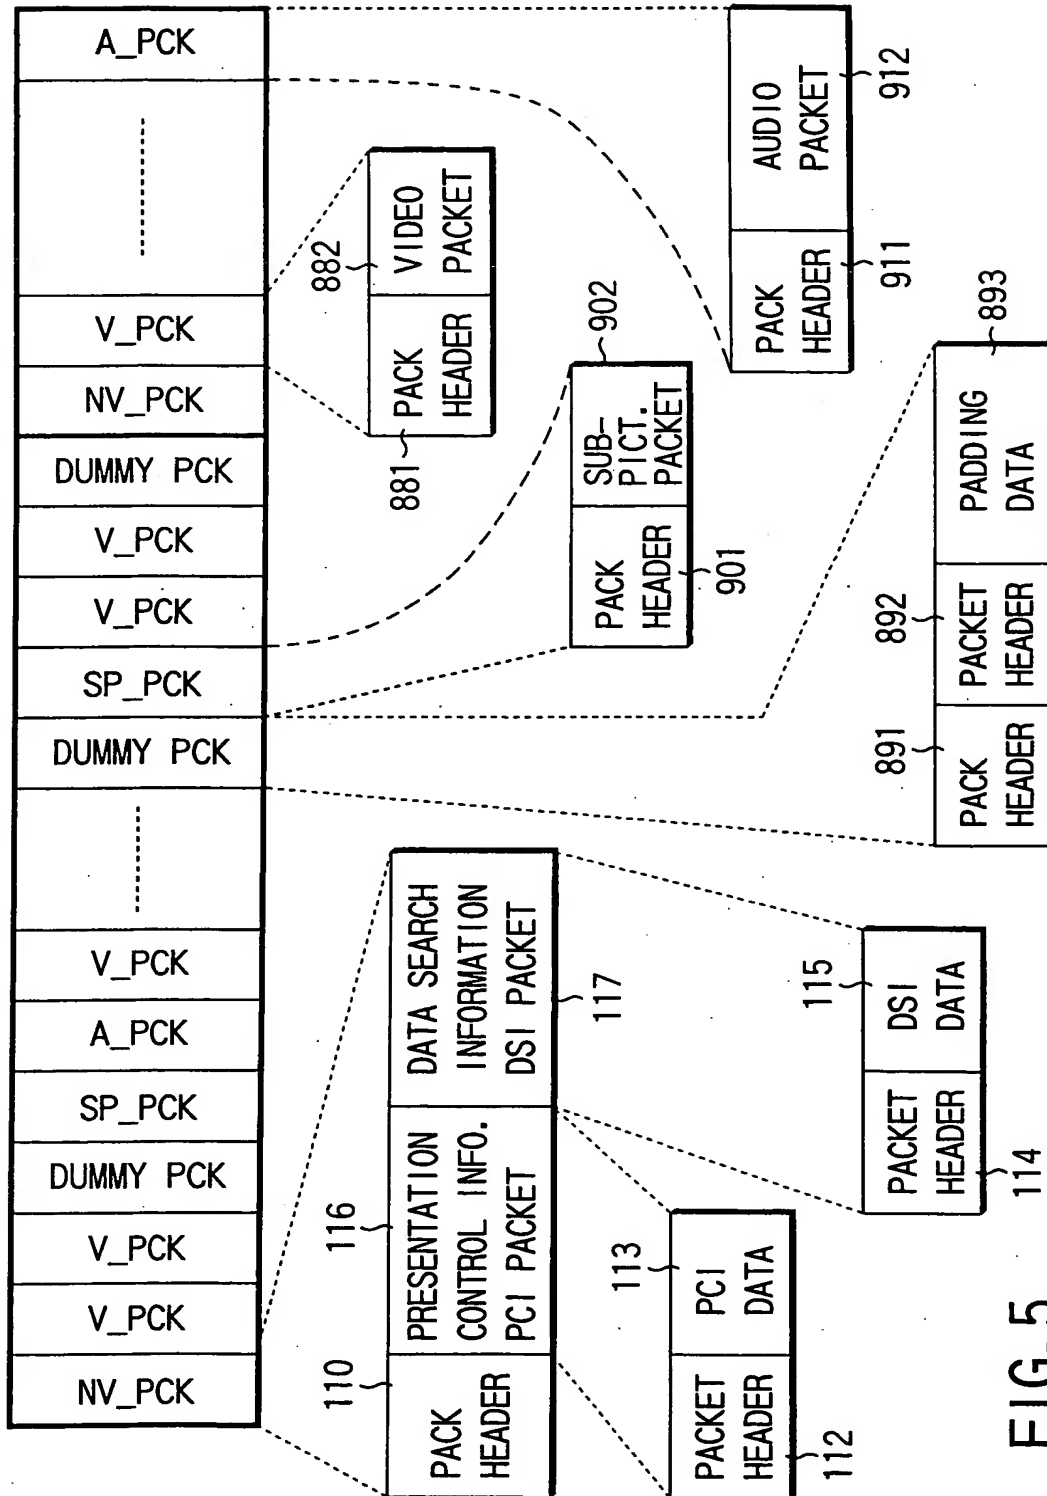 NV_PCK
V_PCK
V_PCK
DUMMY PCK
SP_PCK
A_PCK
V_PCK
DUMMY PCK
SP_PCK
V_PCK
V_PCK
DUMMY PCK
NV_PCK
V_PCK
A_PCK
110
PACK
HEADER
116
PRESENTATION
CONTROL INFO.
PCI PACKET
DATA SEARCH
INFORMATION
DSI PACKET
117
881
PACK
HEADER
882
VIDEO
PACKET
PACK
HEADER
901
SUB-
PICT.
PACKET
902
PACKET
HEADER
112
113
PCI
DATA
PACKET
HEADER
114
115
DSI
DATA
PACK
HEADER
911
AUDIO
PACKET
912
891
PACK
HEADER
892
PACKET
HEADER
PADDING
DATA
893
FIG. 5